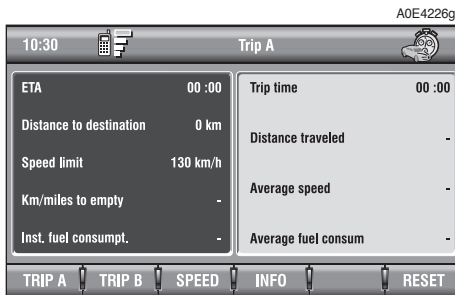 A0E4226g
10:30 Trip A
ETA 00 :00
Distance to destination 0 km
Speed limit 130 km/h
Km/miles to empty -
Inst. fuel consumpt. -
Trip time 00 :00
Distance traveled -
Average speed -
Average fuel consum -
TRIP A TRIP B SPEED INFO RESET